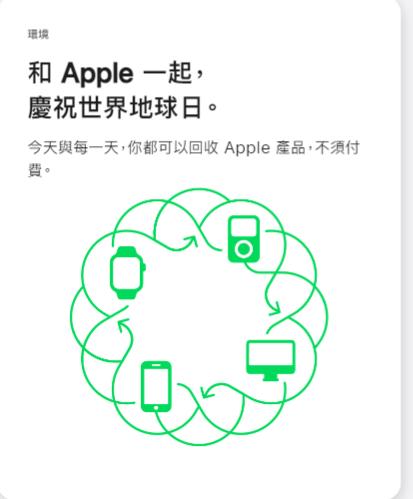 環境
和 Apple 一起，
慶祝世界地球日。
今天與每一天，你都可以回收 Apple 產品，不須付
費。